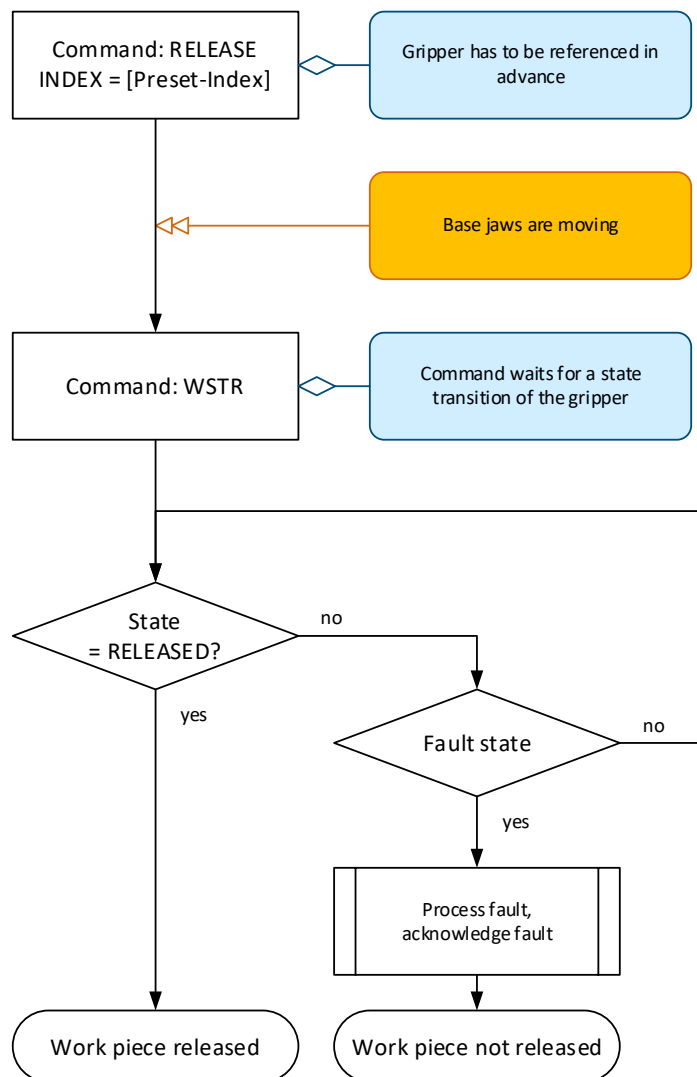 Command: RELEASE
INDEX = [Preset-Index]
Gripper has to be referenced in
advance
Base jaws are moving
Command: WSTR
Command waits for a state
transition of the gripper
State
= RELEASED?
no
yes
Fault state
no
yes
Process fault,
acknowledge fault
Work piece released
Work piece not released